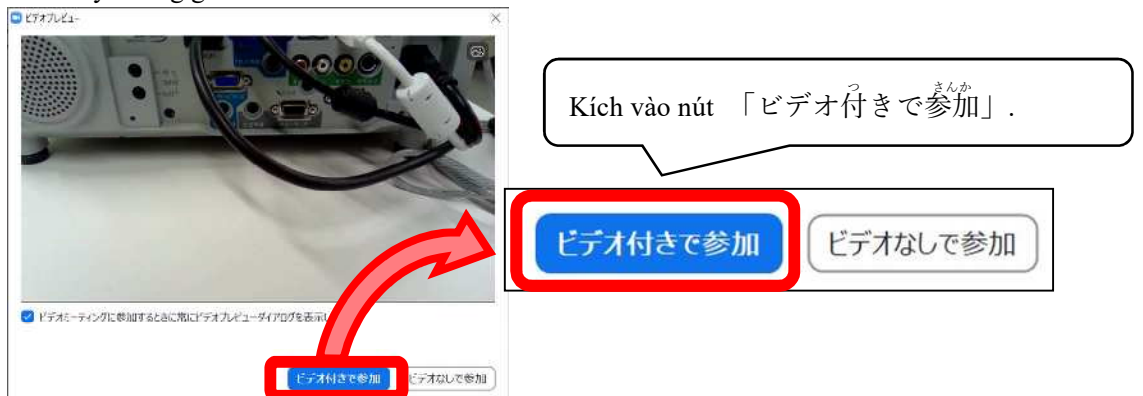 ビデオプレビュー
つ さんか
Kích vào nút 「ビデオ付きで参加」.
ビデオ付きで参加 ビデオなしで参加
ビデオミーティングに参加するときに常にビデオプレビューダイアログを表示し
ビデオ付きで参加 ビデオなしで参加